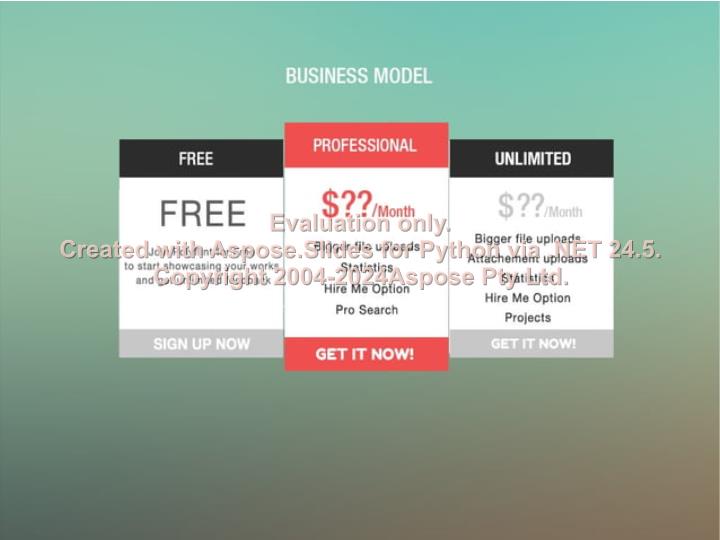 BUSINESS MODEL
FREE
FREE
to start showcasing your works
SIGN UP NOW
PROFESSIONAL
$??/Month
Bigger file uploads
Statistics
Hire Me Option
Pro Search
GET IT NOW!
UNLIMITED
$??/Month
Bigger file uploads
Attachement uploads
Statistics
Hire Me Option
Projects
GET IT NOW!
Evaluation only.
Created with Aspose.Slides for Python via .NET 24.5.
Copyright 2004-2024Aspose Pty Ltd.